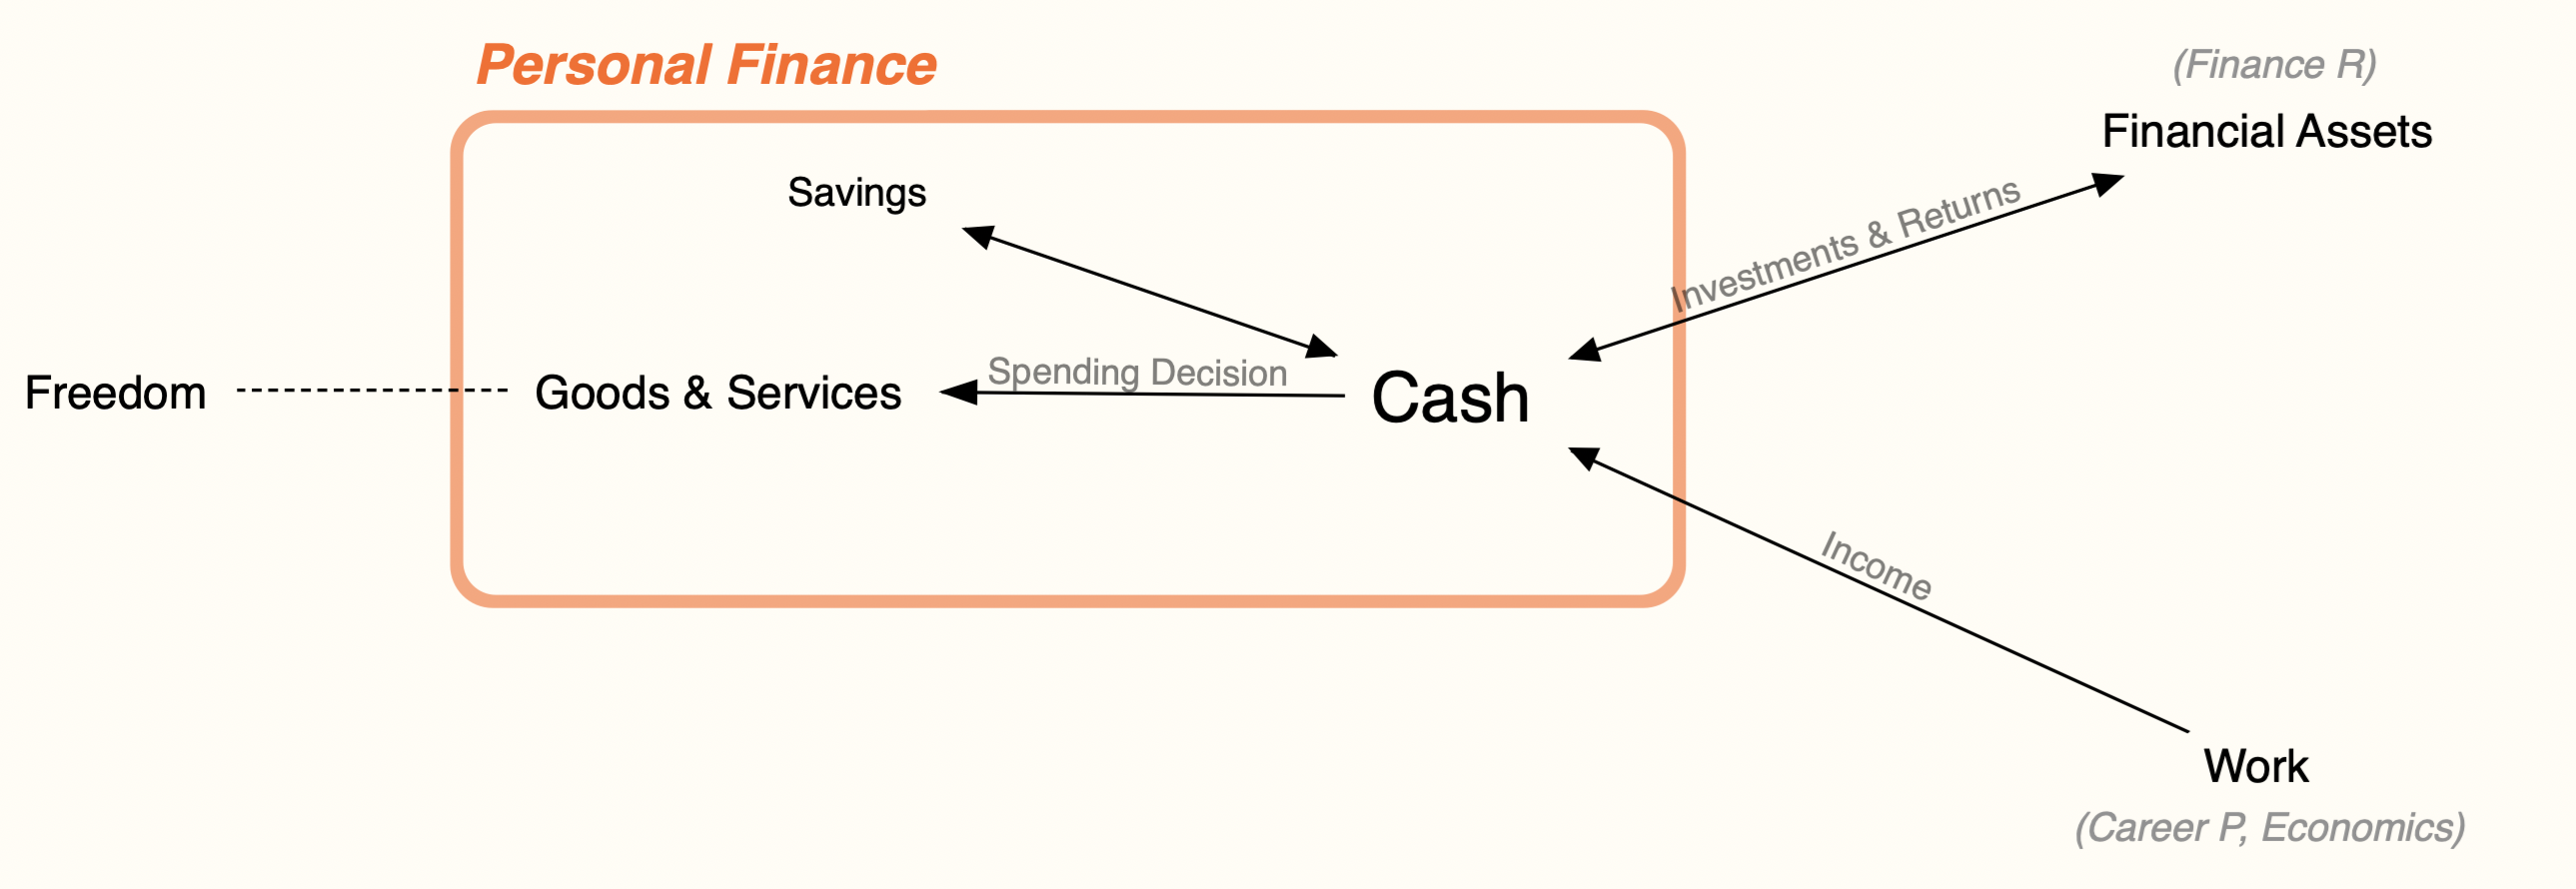 Personal Finance
(Finance R)
Financial Assets
Savings
Investments & Returns
Freedom
Goods & Services
Spending Decision
Cash
Income
Work
(Career P, Economics)